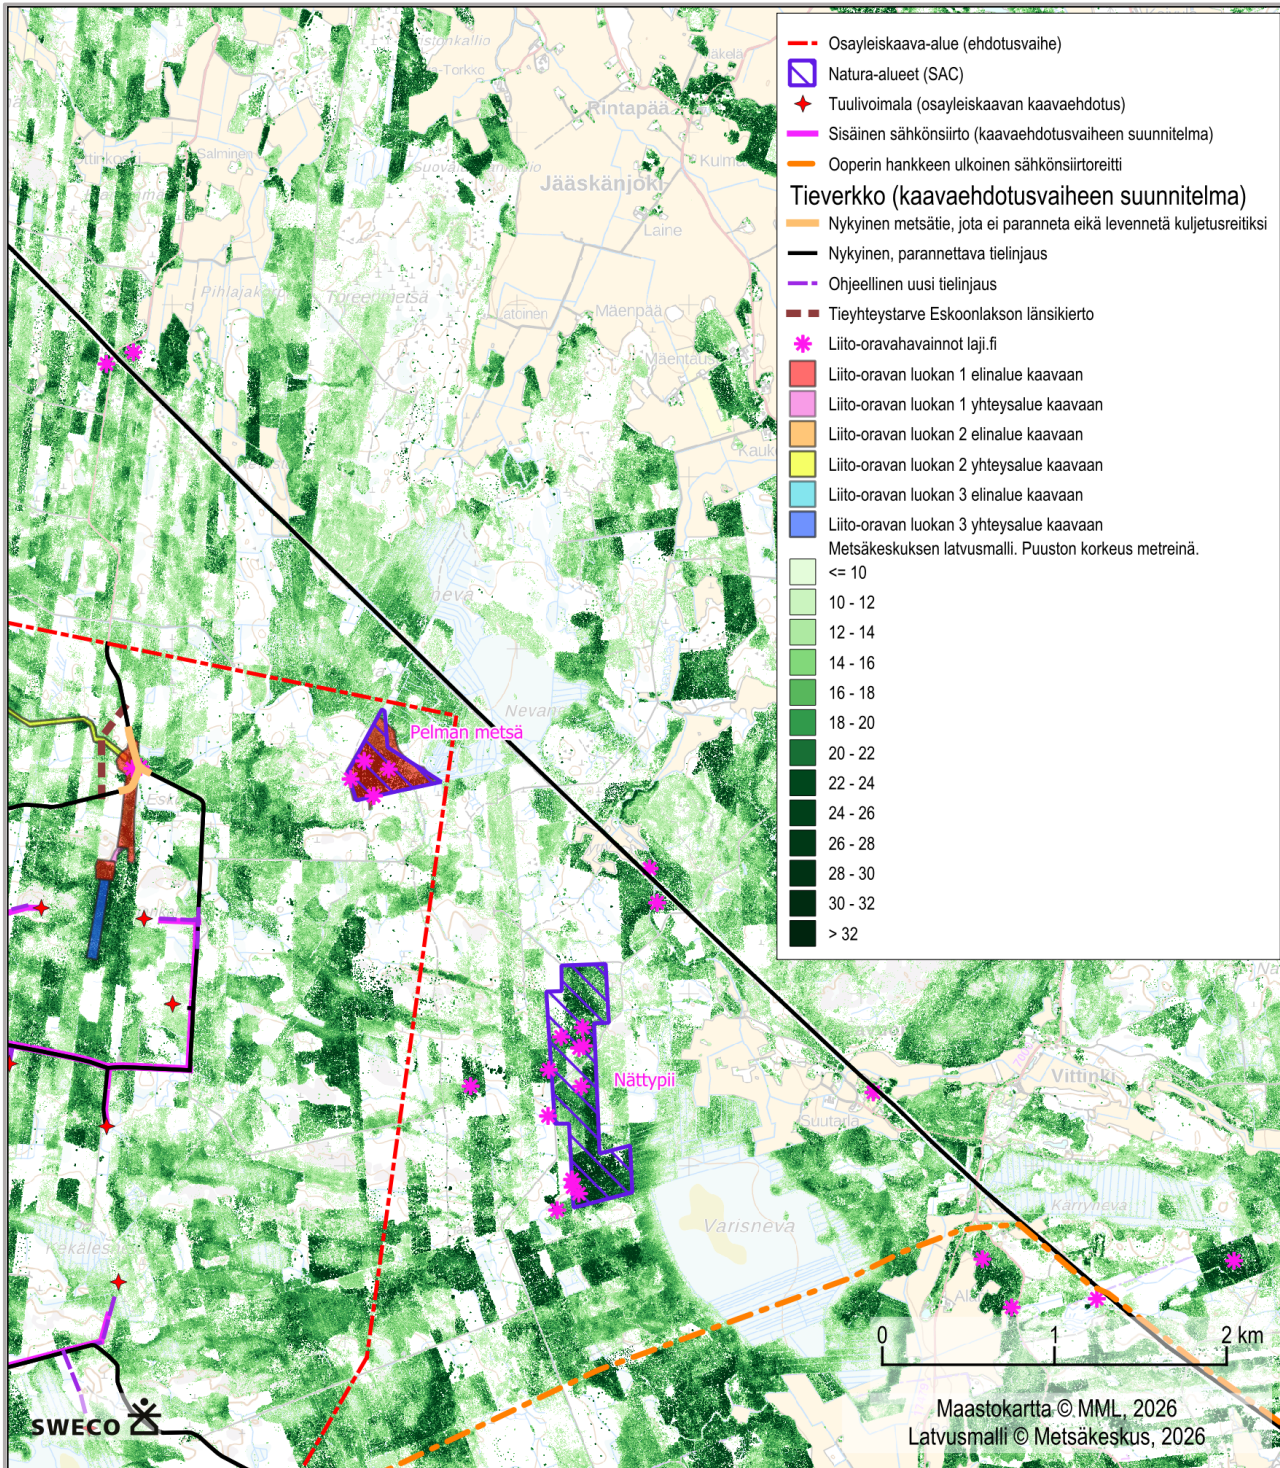 Osayleiskaava-alue (ehdotusvaihe)
Natura-alueet (SAC)
Tuulivoimala (osayleiskaavan kaavaehdotus)
Sisäinen sähkönsiirto (kaavaehdotusvaiheen suunnitelma)
Ooperin hankkeen ulkoinen sähkönsiirtoreitti
Tieverkko (kaavaehdotusvaiheen suunnitelma)
Nykyinen metsätie, jota ei paranneta eikä levennetä kuljetusreitiksi
Nykyinen, parannettava tielinjaus
Ohjeellinen uusi tielinjaus
Tieyhteystarve Eskoonlakson länsikierto
Liito-oravahavainnot laji.fi
Liito-oravan luokan 1 elinalue kaavaan
Liito-oravan luokan 1 yhteysalue kaavaan
Liito-oravan luokan 2 elinalue kaavaan
Liito-oravan luokan 2 yhteysalue kaavaan
Liito-oravan luokan 3 elinalue kaavaan
Liito-oravan luokan 3 yhteysalue kaavaan
Metsäkeskuksen latvusmalli. Puuston korkeus metreinä.
<= 10
10 - 12
12 - 14
14 - 16
16 - 18
18 - 20
20 - 22
22 - 24
24 - 26
26 - 28
28 - 30
30 - 32
> 32
Rintapää
Salminen
Jääskänjoki
Laine
Toreenmetsä
Latoinen
Mäenpää
Mäentaus
Pelman metsä
Nättypii
Vittinki
Suutarla
Varisneva
Karryneva
0 1 2 km
SWECO
Maastokartta © MML, 2026
Latvusmalli © Metsäkeskus, 2026